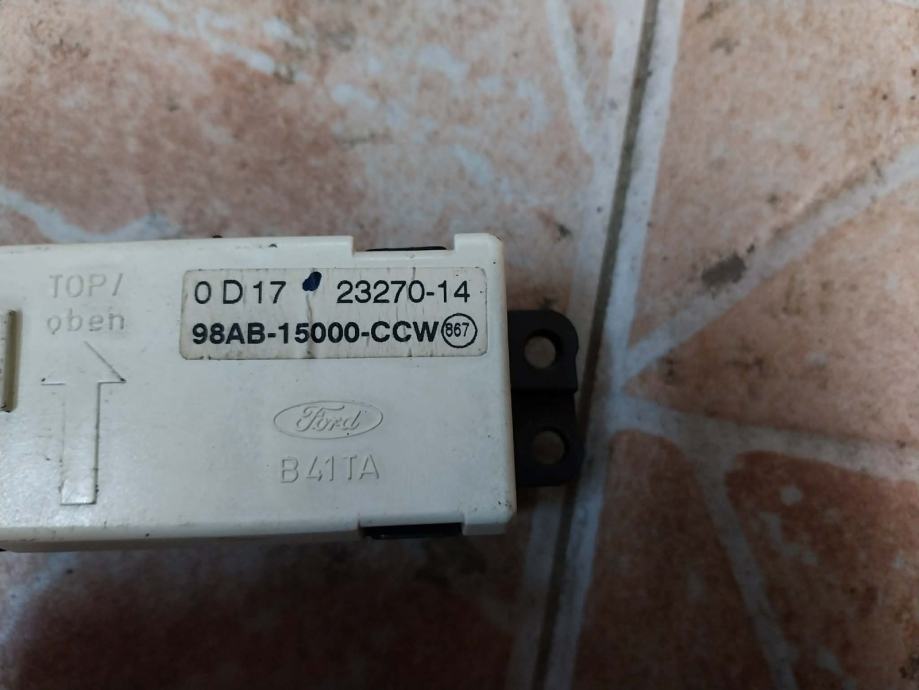 TOP/
oben
0 D 17 23270-14
98AB-15000-CCW 867
Ford
B41TA